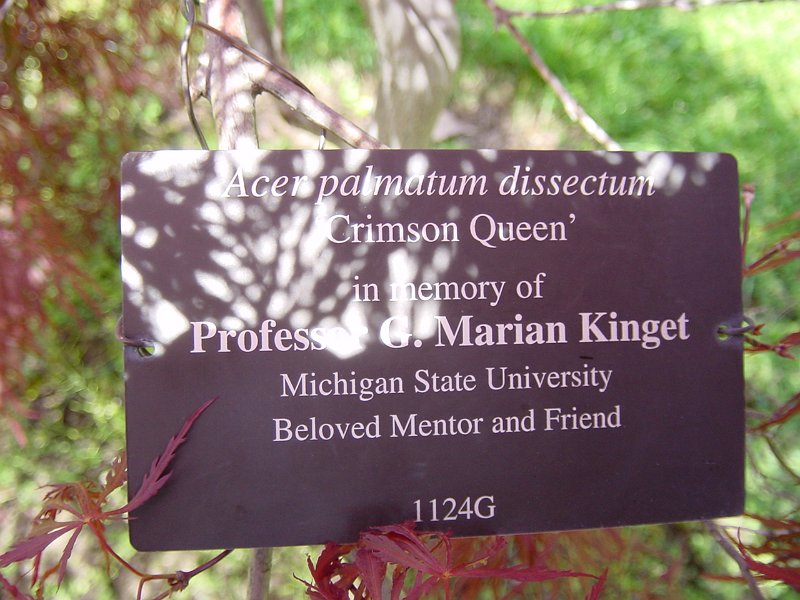 Acer palmatum dissectum
'Crimson Queen'
in memory of
Professor G. Marian Kinget
Michigan State University
Beloved Mentor and Friend
1124G